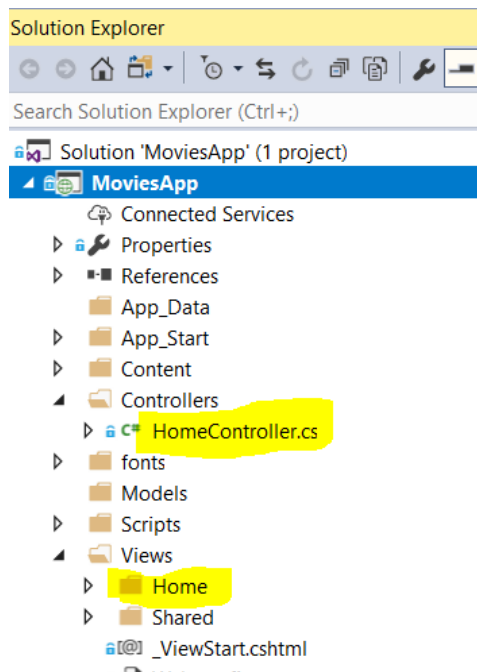 Solution Explorer
Search Solution Explorer (Ctrl+;)
Solution 'MoviesApp' (1 project)
MoviesApp
Connected Services
Properties
References
App_Data
App_Start
Content
Controllers
C# HomeController.cs
fonts
Models
Scripts
Views
Home
Shared
[@] _ViewStart.cshtml